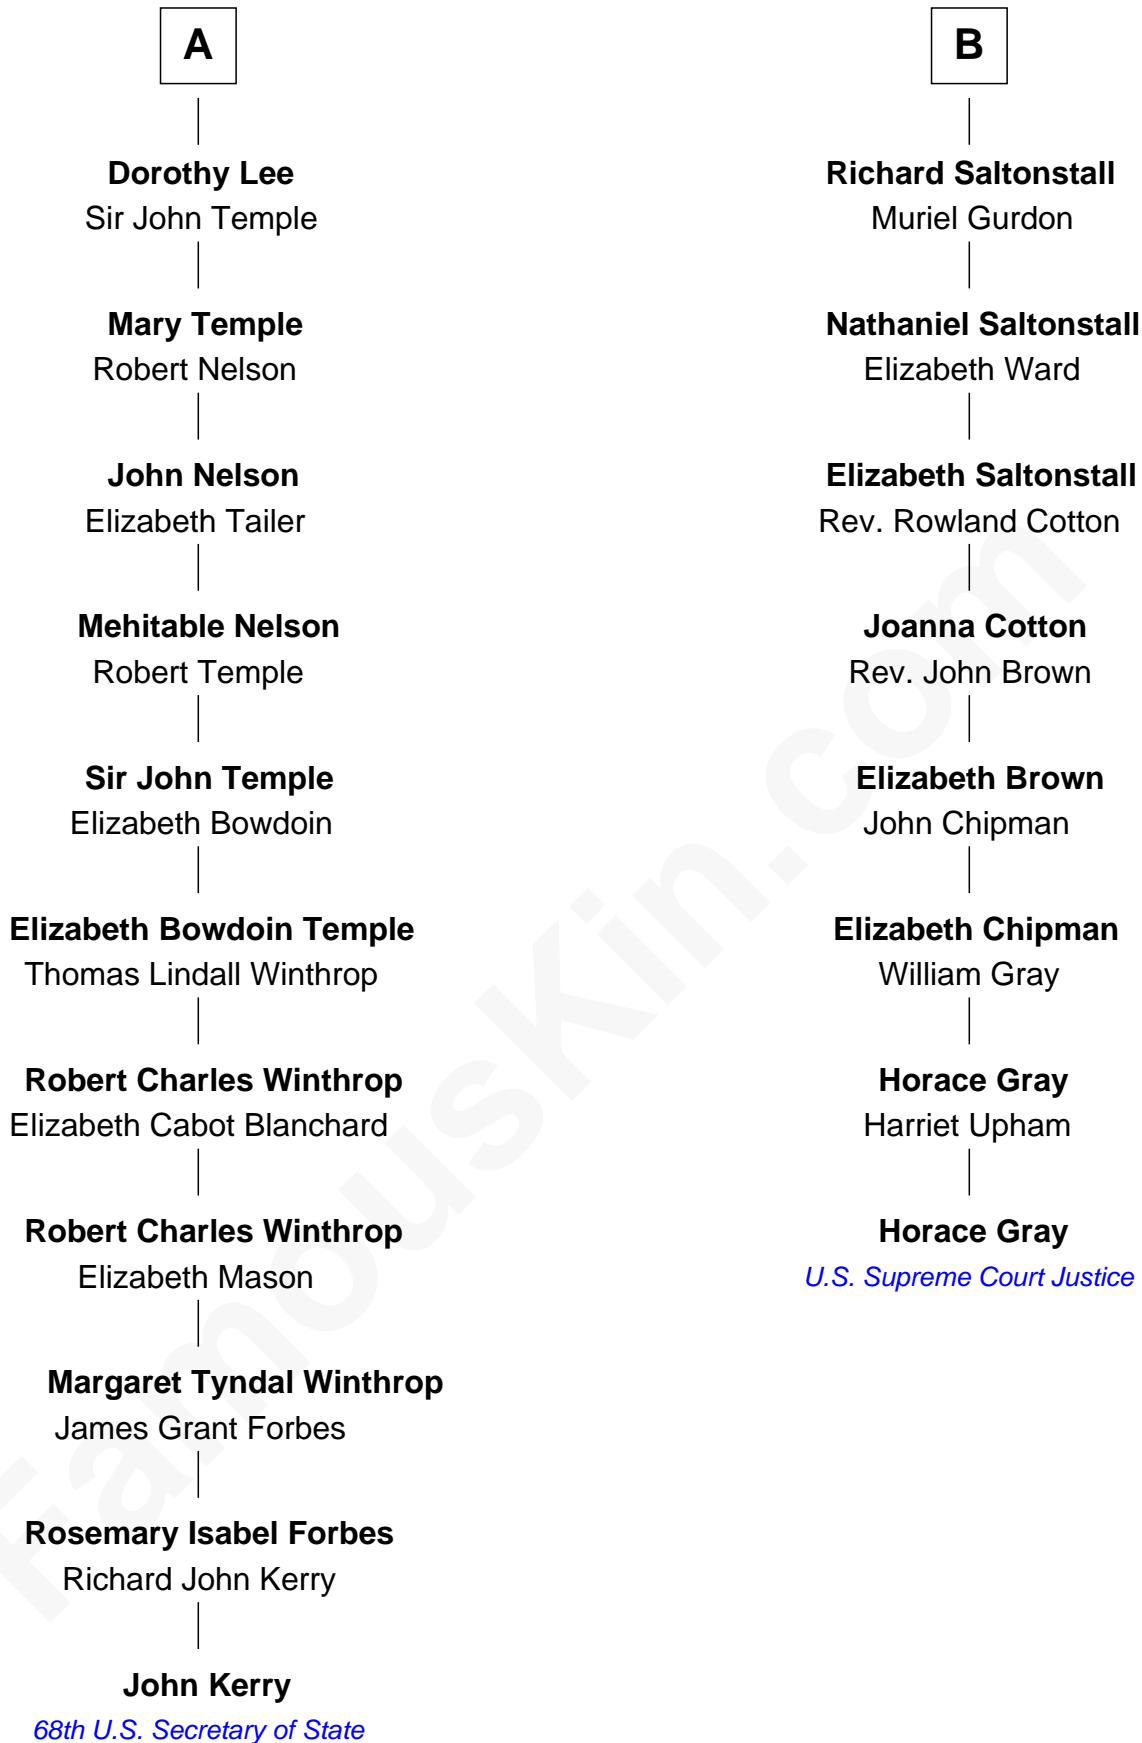 A
Dorothy Lee
Sir John Temple
Mary Temple
Robert Nelson
John Nelson
Elizabeth Tailer
Mehitable Nelson
Robert Temple
Sir John Temple
Elizabeth Bowdoin
Elizabeth Bowdoin Temple
Thomas Lindall Winthrop
Robert Charles Winthrop
Elizabeth Cabot Blanchard
Robert Charles Winthrop
Elizabeth Mason
Margaret Tyndal Winthrop
James Grant Forbes
Rosemary Isabel Forbes
Richard John Kerry
John Kerry
68th U.S. Secretary of State
B
Richard Saltonstall
Muriel Gurdon
Nathaniel Saltonstall
Elizabeth Ward
Elizabeth Saltonstall
Rev. Rowland Cotton
Joanna Cotton
Rev. John Brown
Elizabeth Brown
John Chipman
Elizabeth Chipman
William Gray
Horace Gray
Harriet Upham
Horace Gray
U.S. Supreme Court Justice
FamousKin.com